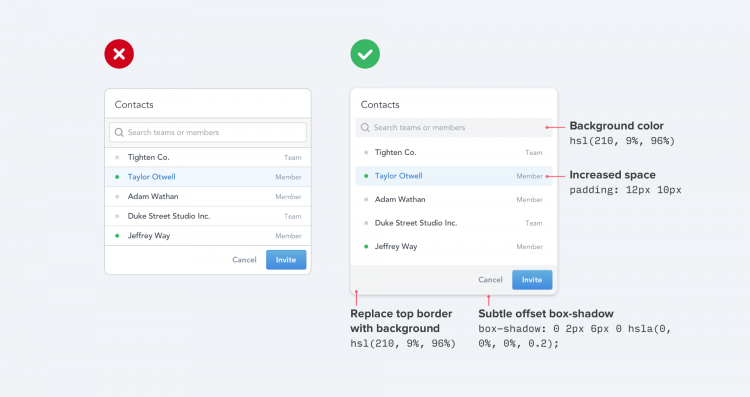 Contacts
Search teams or members
Tighten Co. Team
Taylor Otwell Member
Adam Wathan Member
Duke Street Studio Inc. Team
Jeffrey Way Member
Cancel Invite
Contacts
Search teams or members
Tighten Co. Team
Taylor Otwell Member
Adam Wathan Member
Duke Street Studio Inc. Team
Jeffrey Way Member
Cancel Invite
Background color
hsl(210, 9%, 96%)
Increased space
padding: 12px 10px
Replace top border
with background
hsl(210, 9%, 96%)
Subtle offset box-shadow
box-shadow: 0 2px 6px 0 hsla(0,
0%, 0%, 0.2);